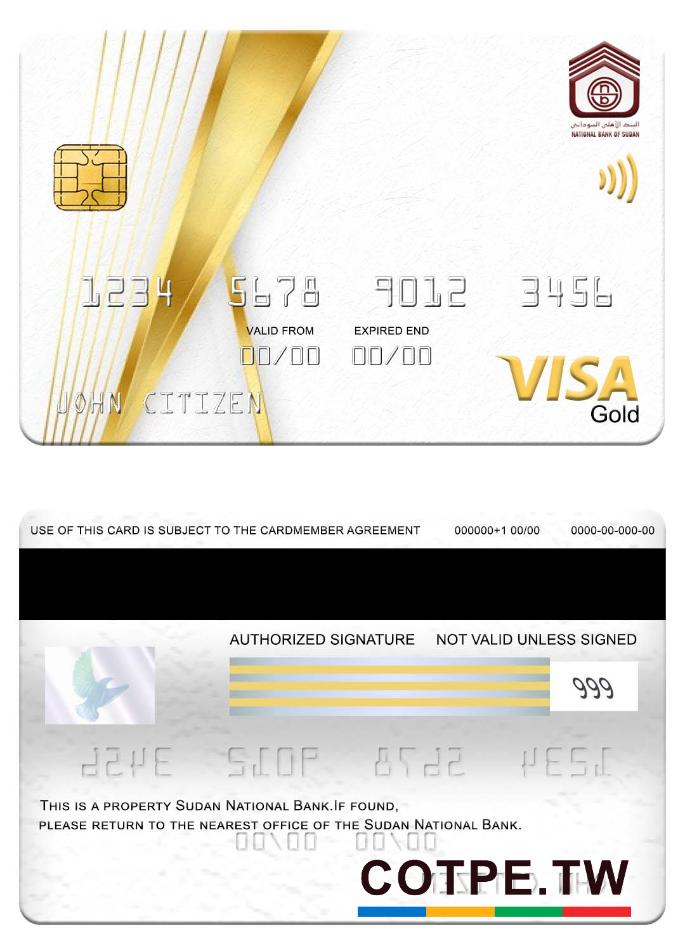 البنك الأهلي السوداني
NATIONAL BANK OF SUDAN
1234 5678 9012 3456
VALID FROM EXPIRED END
00/00 00/00
VISA
JOHN CITIZEN
Gold
USE OF THIS CARD IS SUBJECT TO THE CARDMEMBER AGREEMENT 000000+1 00/00 0000-00-000-00
AUTHORIZED SIGNATURE NOT VALID UNLESS SIGNED
999
THIS IS A PROPERTY SUDAN NATIONAL BANK.IF FOUND,
PLEASE RETURN TO THE NEAREST OFFICE OF THE SUDAN NATIONAL BANK.
COTPE.TW